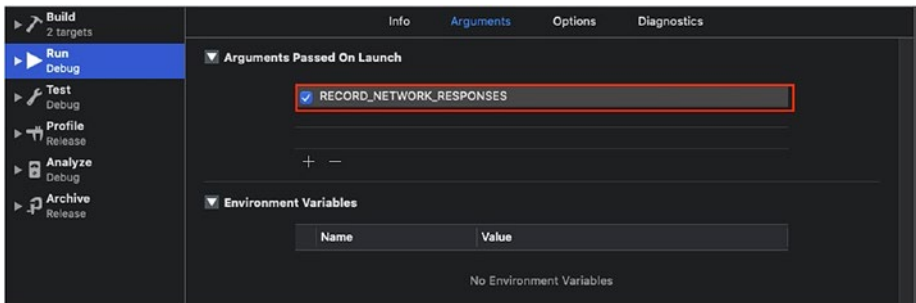 Build
2 targets
Run
Debug
Test
Debug
Profile
Release
Analyze
Debug
Archive
Release
Info Arguments Options Diagnostics
Arguments Passed On Launch
RECORD_NETWORK_RESPONSES
+ −
Environment Variables
Name Value
No Environment Variables